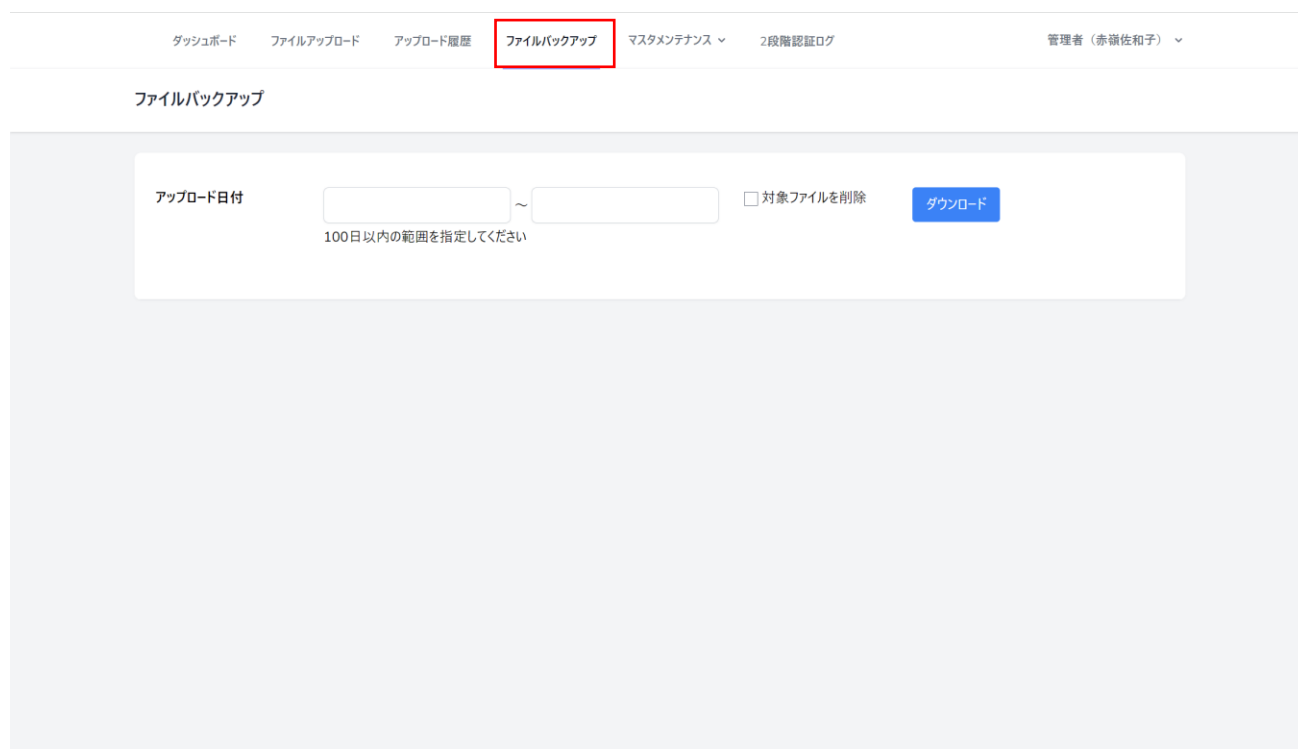 ダッシュボード ファイルアップロード アップロード履歴 ファイルバックアップ マスタメンテナンス 2段階認証ログ 管理者（赤嶺佐和子）
ファイルバックアップ
アップロード日付 ～ 対象ファイルを削除 ダウンロード
100日以内の範囲を指定してください